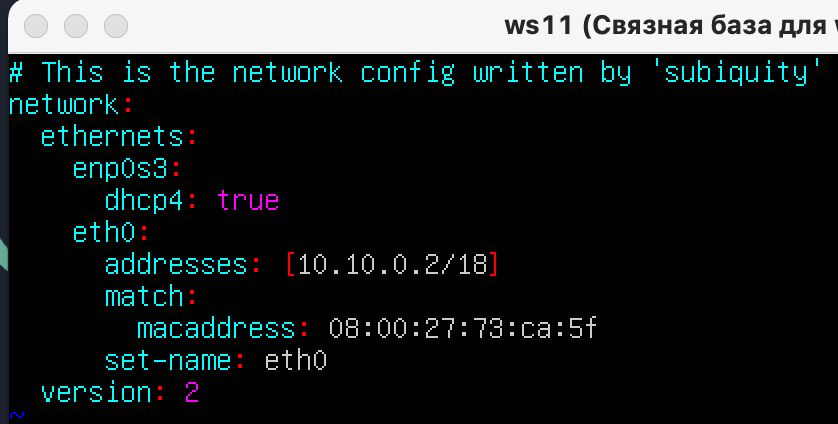 ws11 (Связная база для
# This is the network config written by 'subiquity'
network:
  ethernets:
    enp0s3:
      dhcp4: true
    eth0:
      addresses: [10.10.0.2/18]
      match:
        macaddress: 08:00:27:73:ca:5f
      set-name: eth0
  version: 2
~